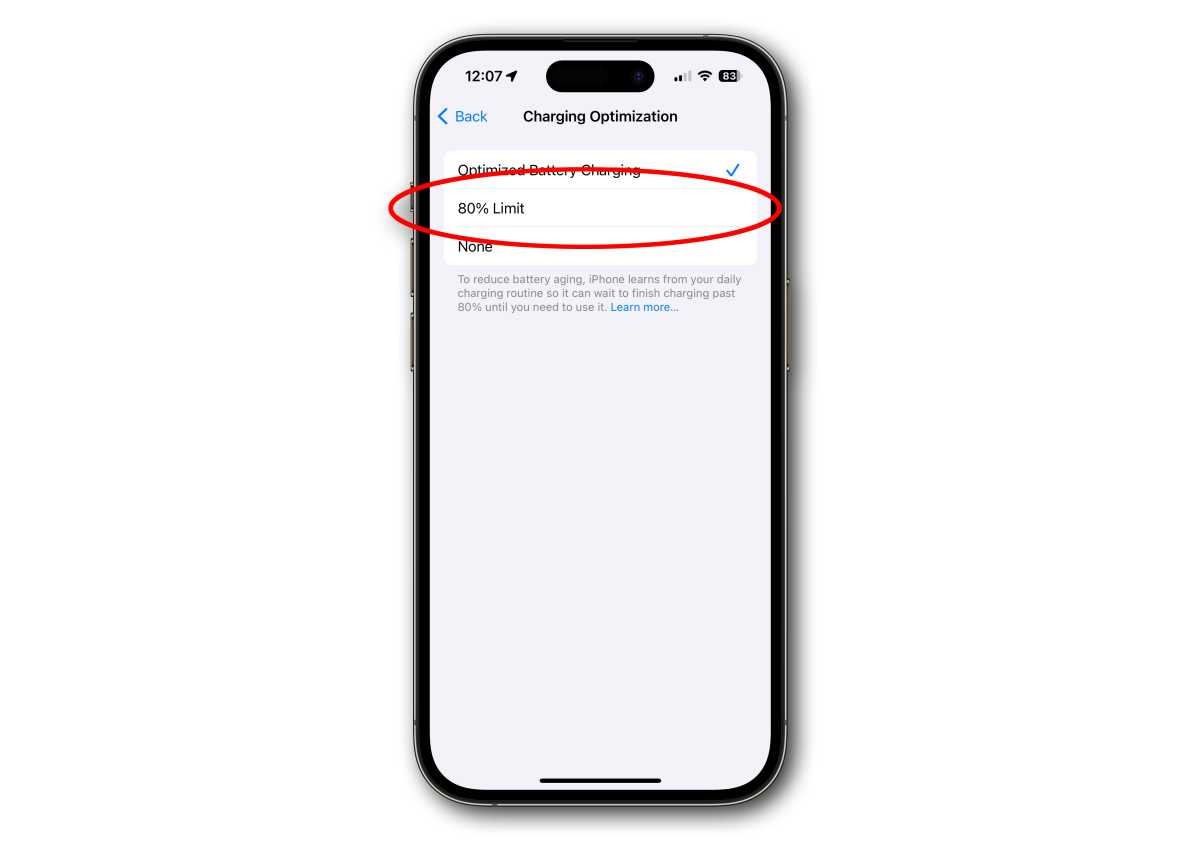 12:07 83
Back Charging Optimization
Optimized Battery Charging
80% Limit
None
To reduce battery aging, iPhone learns from your daily
charging routine so it can wait to finish charging past
80% until you need to use it. Learn more...